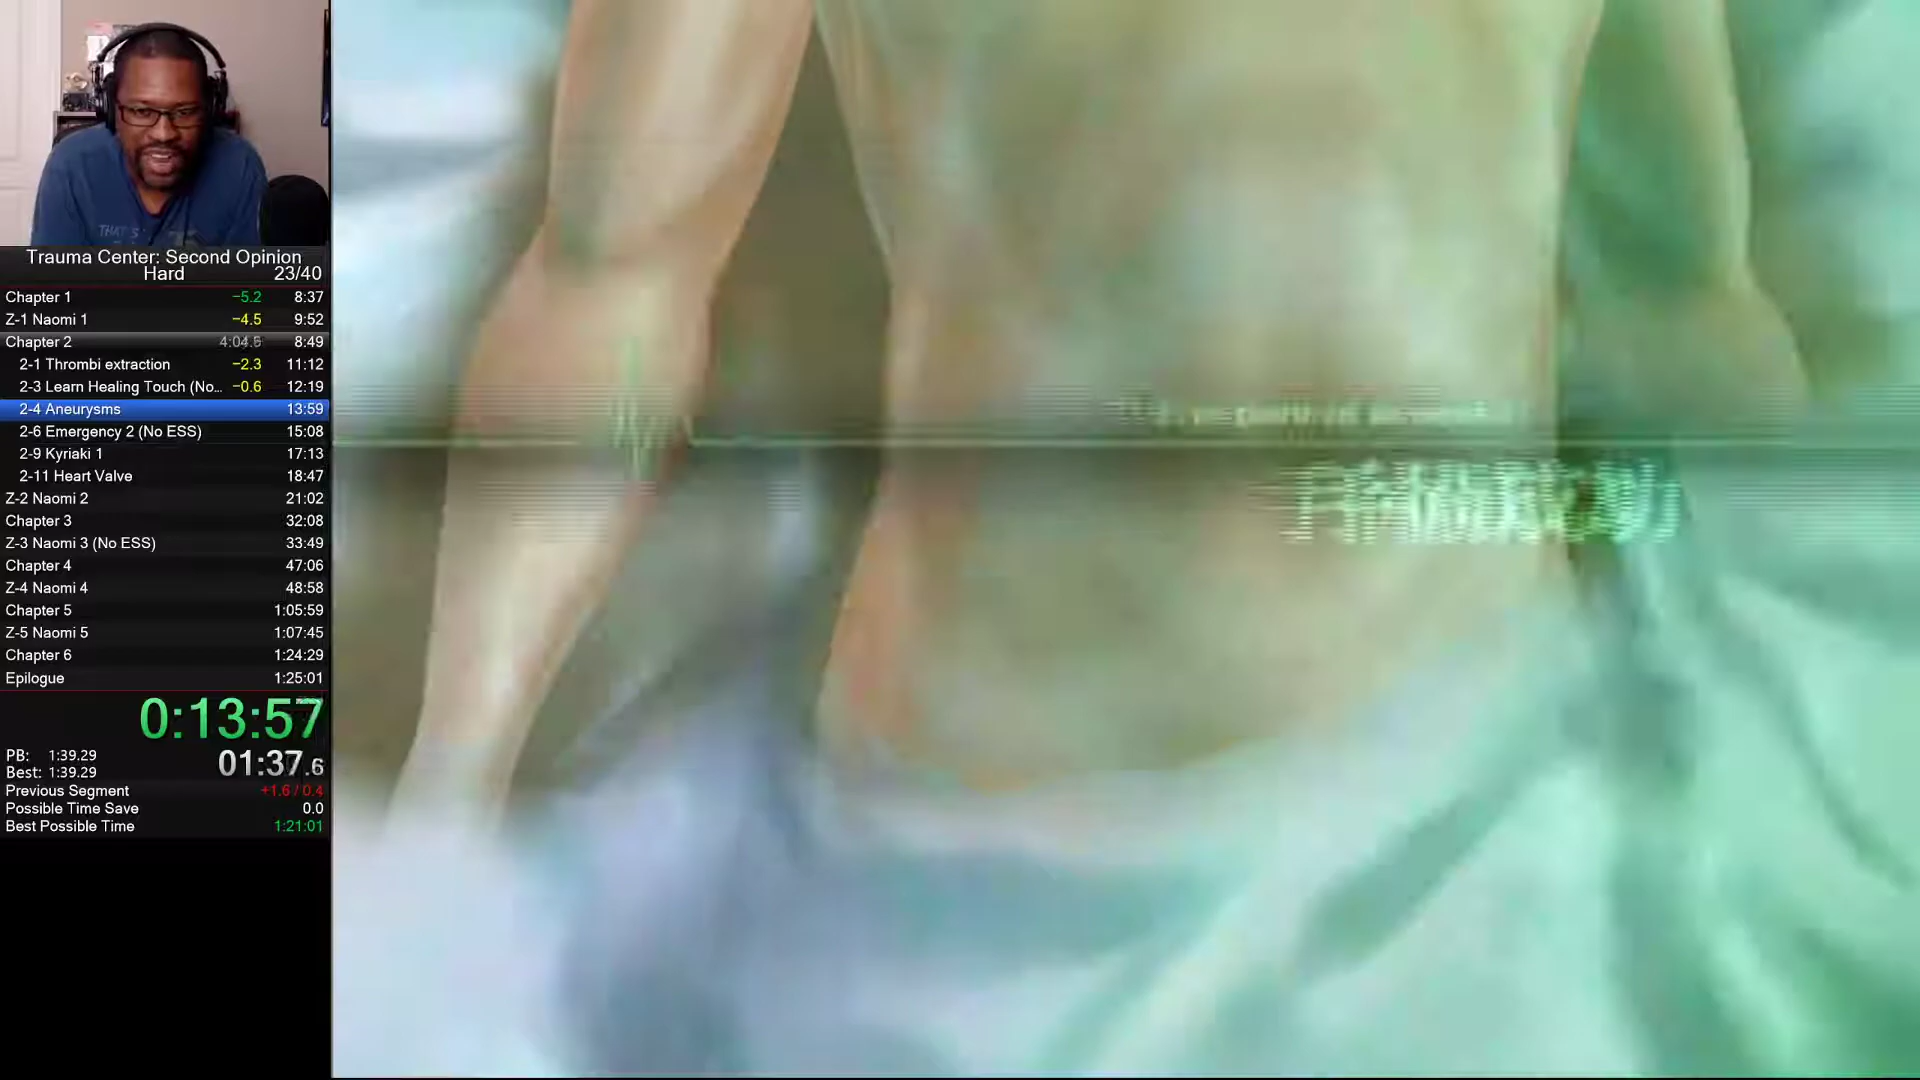 THAT'S
Trauma Center: Second Opinion
Hard 23/40
Chapter 1 −5.2 8:37
Z-1 Naomi 1 −4.5 9:52
Chapter 2 8:49
2-1 Thrombi extraction −2.3 11:12
2-3 Learn Healing Touch (No... −0.6 12:19
2-4 Aneurysms 13:59
2-6 Emergency 2 (No ESS) 15:08
2-9 Kyriaki 1 17:13
2-11 Heart Valve 18:47
Z-2 Naomi 2 21:02
Chapter 3 32:08
Z-3 Naomi 3 (No ESS) 33:49
Chapter 4 47:06
Z-4 Naomi 4 48:58
Chapter 5 1:05:59
Z-5 Naomi 5 1:07:45
Chapter 6 1:24:29
Epilogue 1:25:01
0:13:57
PB: 1:39.29
Best: 1:39.29
01:37.6
Previous Segment +1.6 / 0.4
Possible Time Save 0.0
Best Possible Time 1:21:01